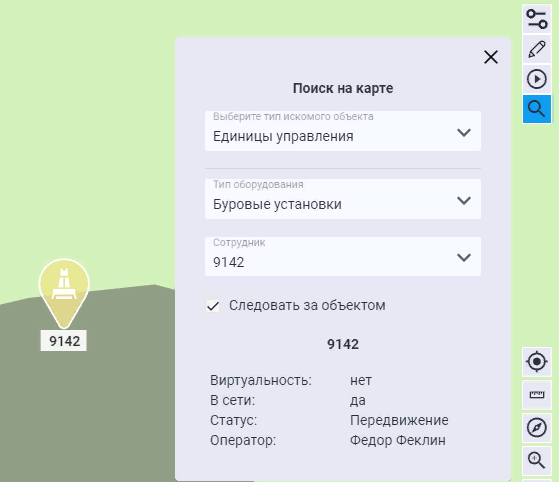 Поиск на карте
Выберите тип искомого объекта
Единицы управления
Тип оборудования
Буровые установки
Сотрудник
9142
Следовать за объектом
9142
9142
Виртуальность: нет
В сети: да
Статус: Передвижение
Оператор: Федор Феклин